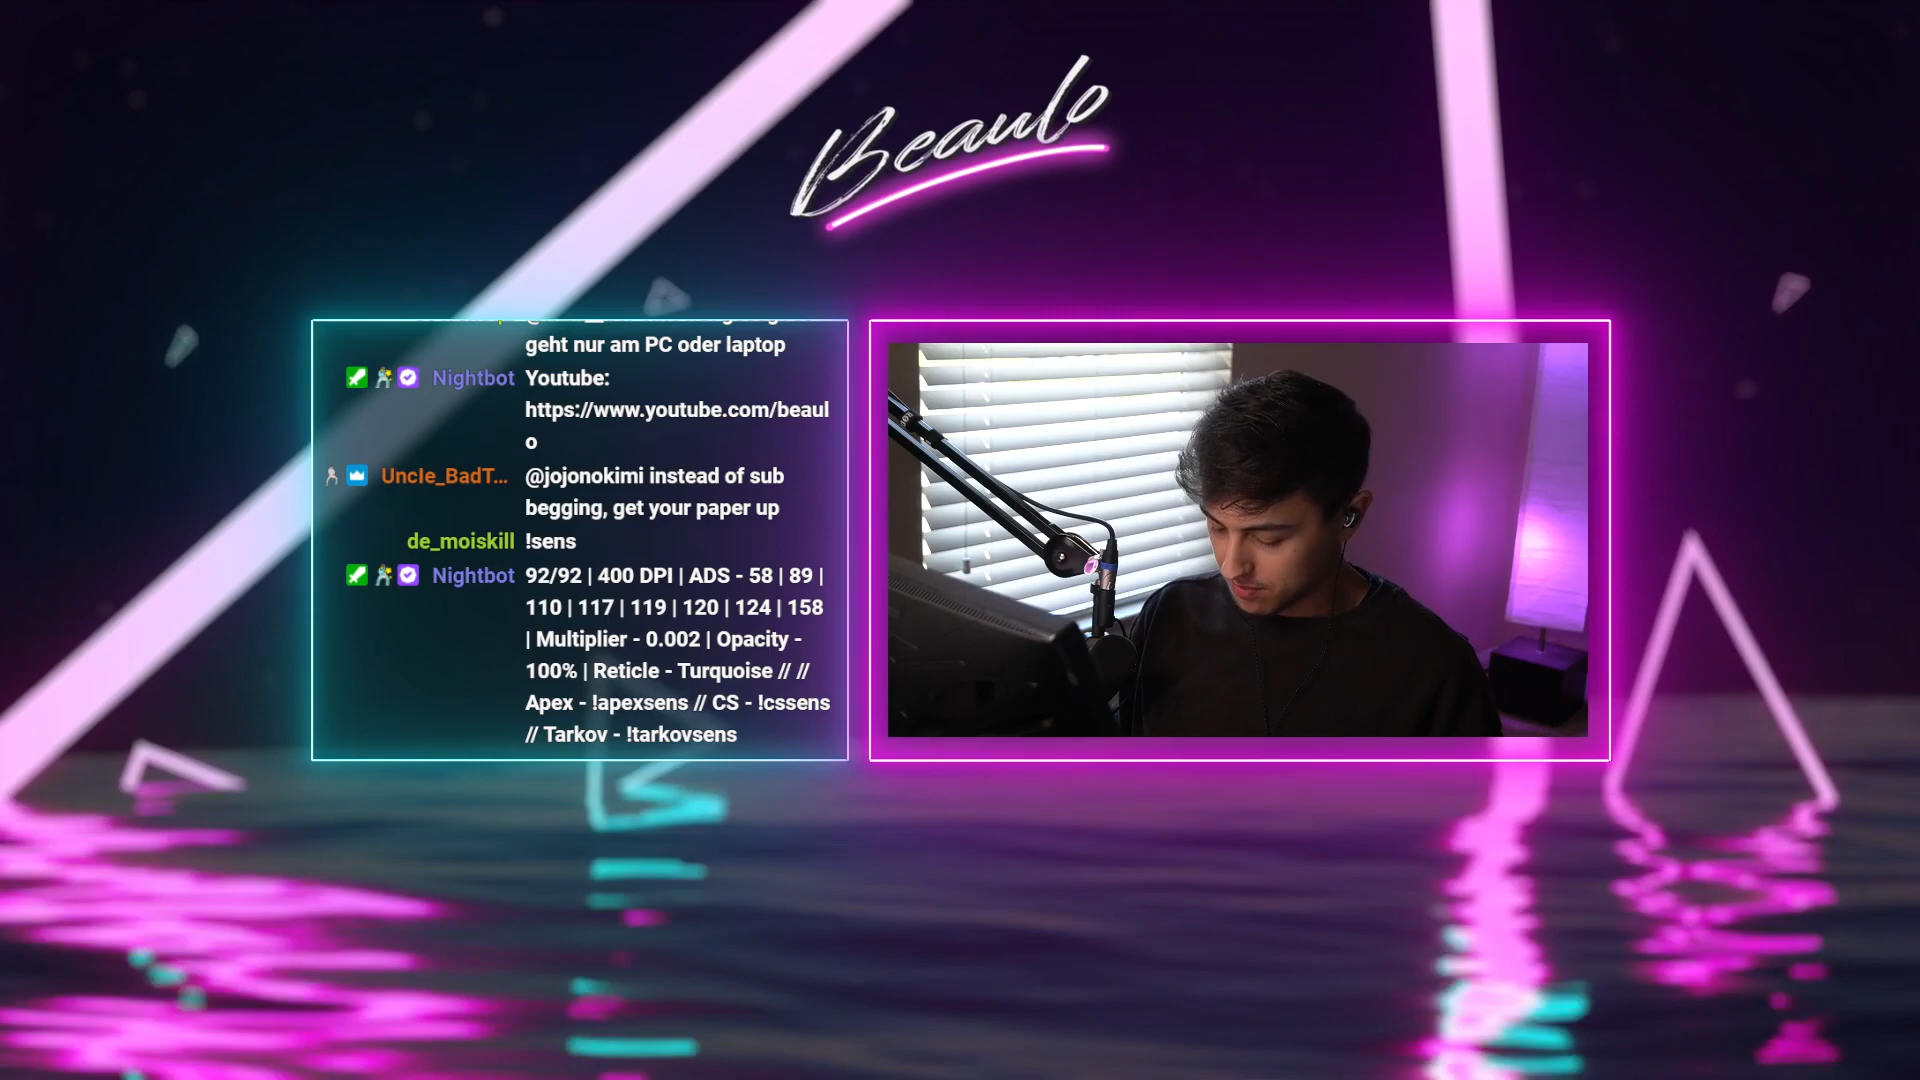 Beaulo
geht nur am PC oder laptop
Nightbot Youtube:
https://www.youtube.com/beaul
o
Uncle_BadT... @jojonokimi instead of sub
begging, get your paper up
de_moiskill !sens
Nightbot 92/92 | 400 DPI | ADS - 58 | 89 |
110 | 117 | 119 | 120 | 124 | 158
| Multiplier - 0.002 | Opacity -
100% | Reticle - Turquoise // //
Apex - !apexsens // CS - !cssens
// Tarkov - !tarkovsens